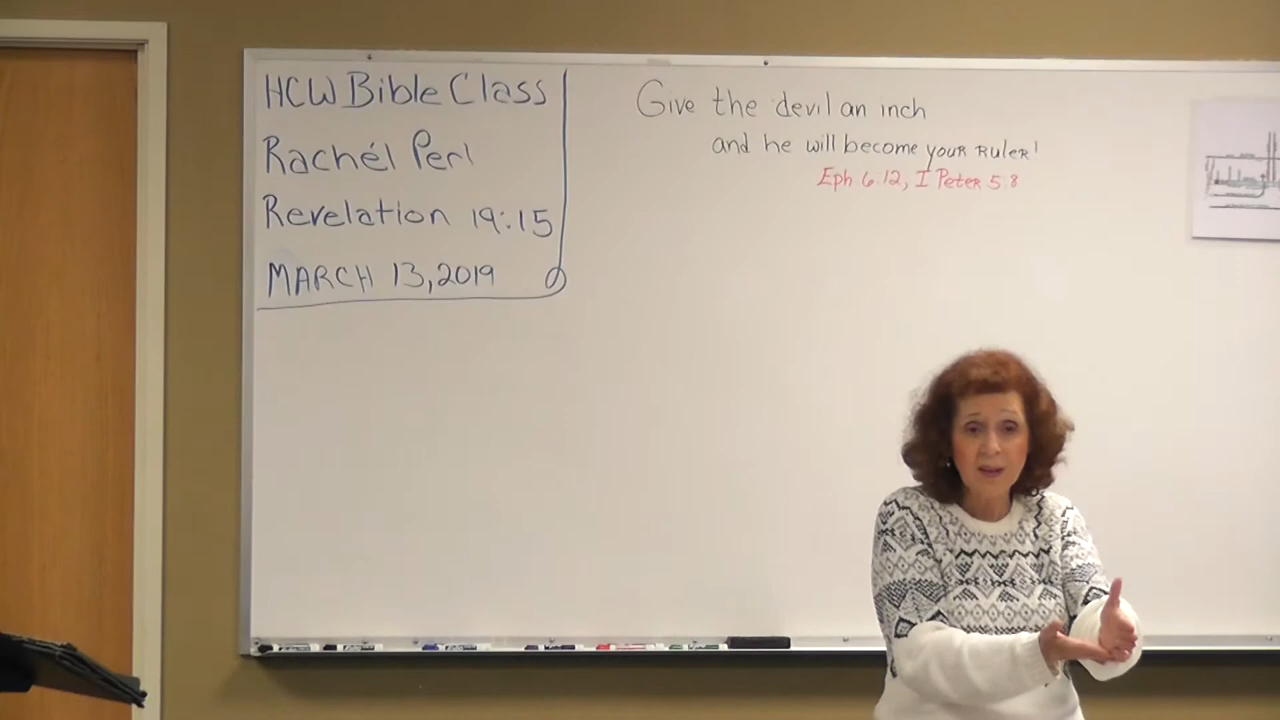 HCW Bible Class
Rachél Perl
Revelation 19:15
MARCH 13, 2019
Give the devil an inch
and he will become your RULER!
Eph 6:12, I Peter 5:8